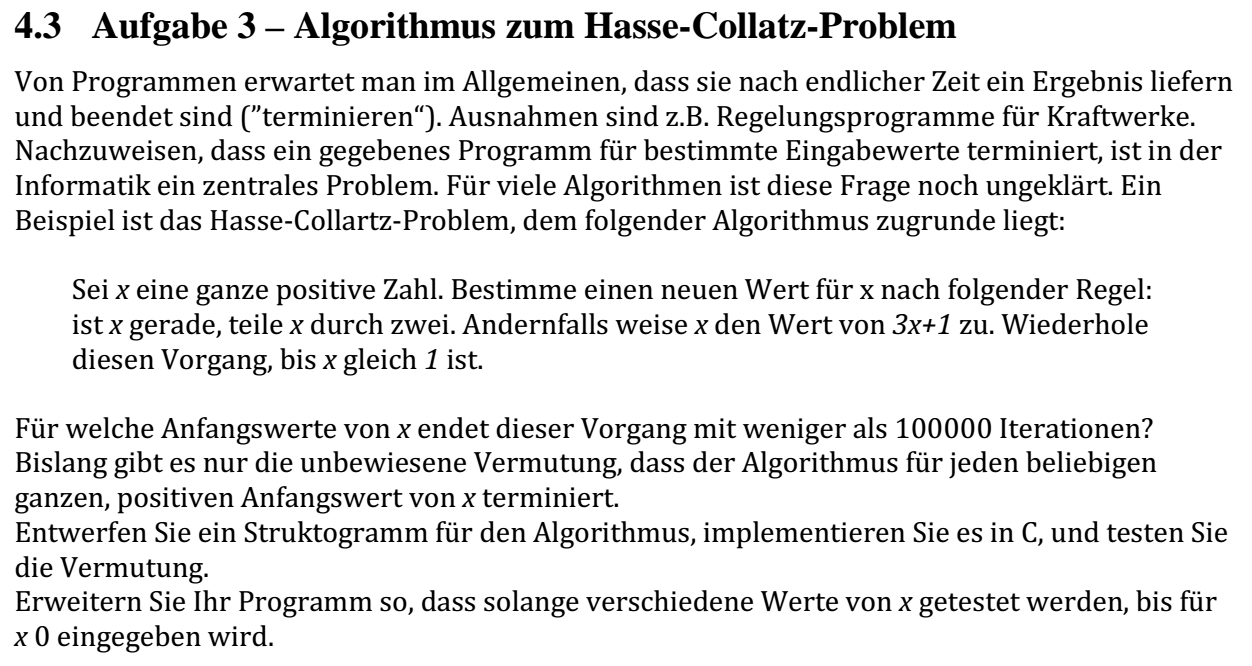 4.3 Aufgabe 3 – Algorithmus zum Hasse-Collatz-Problem
Von Programmen erwartet man im Allgemeinen, dass sie nach endlicher Zeit ein Ergebnis liefern
und beendet sind (”terminieren“). Ausnahmen sind z.B. Regelungsprogramme für Kraftwerke.
Nachzuweisen, dass ein gegebenes Programm für bestimmte Eingabewerte terminiert, ist in der
Informatik ein zentrales Problem. Für viele Algorithmen ist diese Frage noch ungeklärt. Ein
Beispiel ist das Hasse-Collartz-Problem, dem folgender Algorithmus zugrunde liegt:
Sei x eine ganze positive Zahl. Bestimme einen neuen Wert für x nach folgender Regel:
ist x gerade, teile x durch zwei. Andernfalls weise x den Wert von 3x+1 zu. Wiederhole
diesen Vorgang, bis x gleich 1 ist.
Für welche Anfangswerte von x endet dieser Vorgang mit weniger als 100000 Iterationen?
Bislang gibt es nur die unbewiesene Vermutung, dass der Algorithmus für jeden beliebigen
ganzen, positiven Anfangswert von x terminiert.
Entwerfen Sie ein Struktogramm für den Algorithmus, implementieren Sie es in C, und testen Sie
die Vermutung.
Erweitern Sie Ihr Programm so, dass solange verschiedene Werte von x getestet werden, bis für
x 0 eingegeben wird.